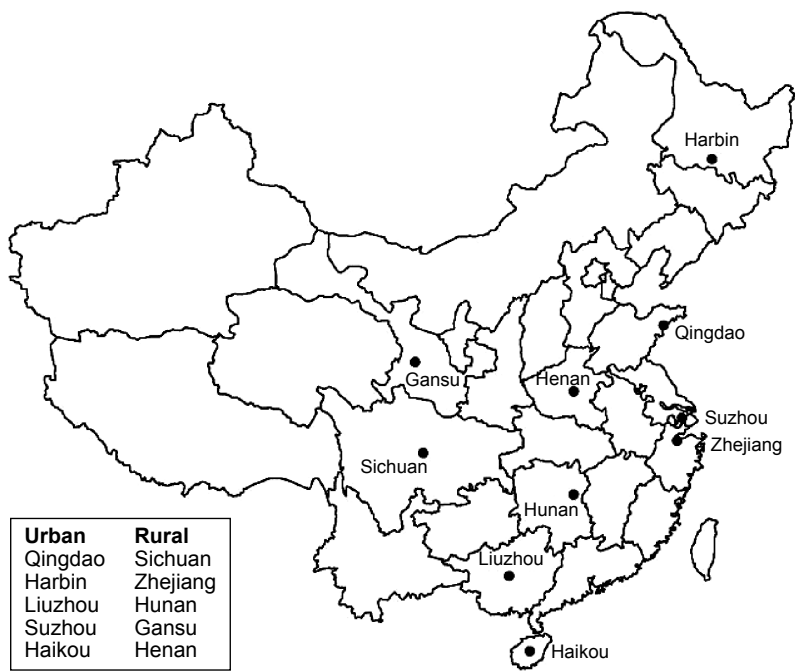 Harbin
Qingdao
Gansu
Henan
Suzhou
Zhejiang
Sichuan
Hunan
Liuzhou
Haikou
Urban Rural
Qingdao Sichuan
Harbin Zhejiang
Liuzhou Hunan
Suzhou Gansu
Haikou Henan